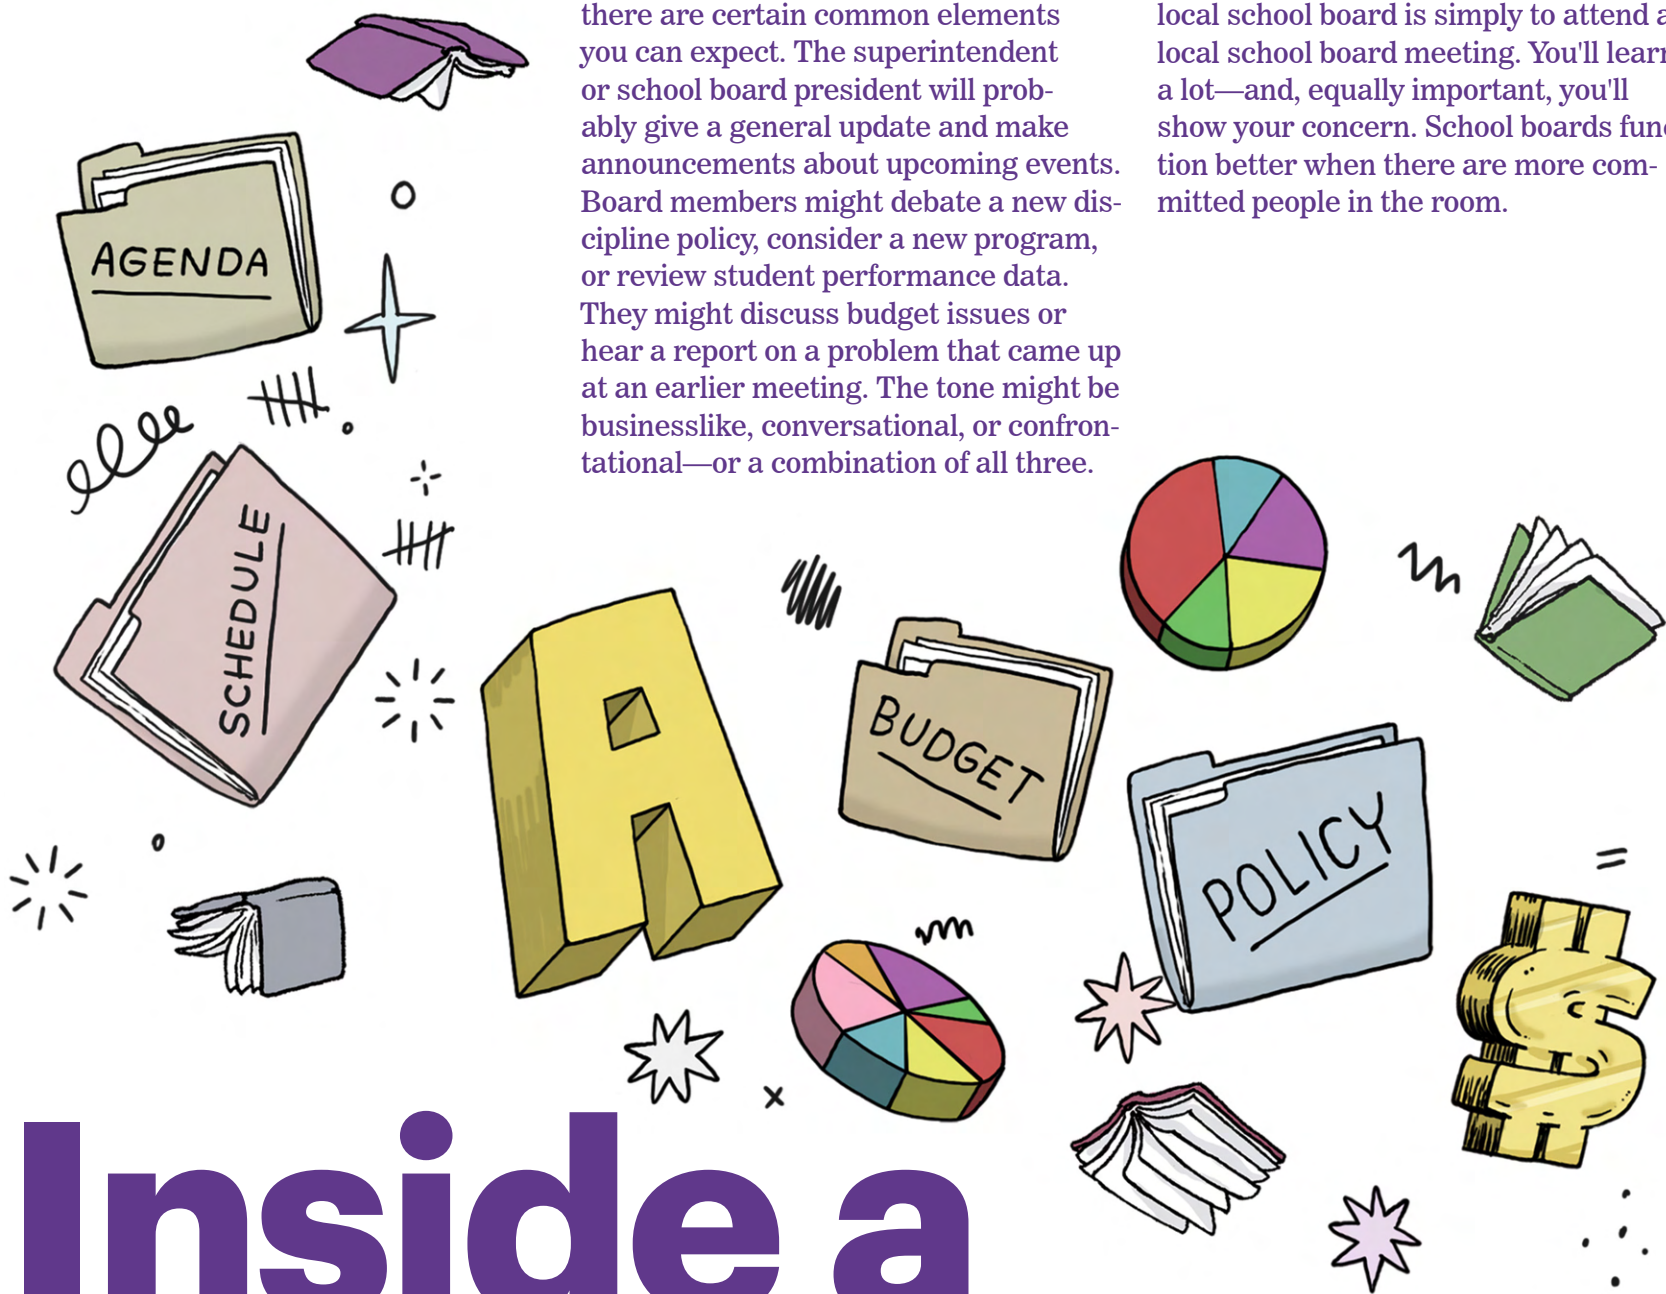 there are certain common elements
you can expect. The superintendent
or school board president will prob-
ably give a general update and make
announcements about upcoming events.
Board members might debate a new dis-
cipline policy, consider a new program,
or review student performance data.
They might discuss budget issues or
hear a report on a problem that came up
at an earlier meeting. The tone might be
businesslike, conversational, or confron-
tational—or a combination of all three.
local school board is simply to attend a
local school board meeting. You'll learn
a lot—and, equally important, you'll
show your concern. School boards func
tion better when there are more com-
mitted people in the room.
AGENDA
SCHEDULE
A
BUDGET
POLICY
$
Inside a